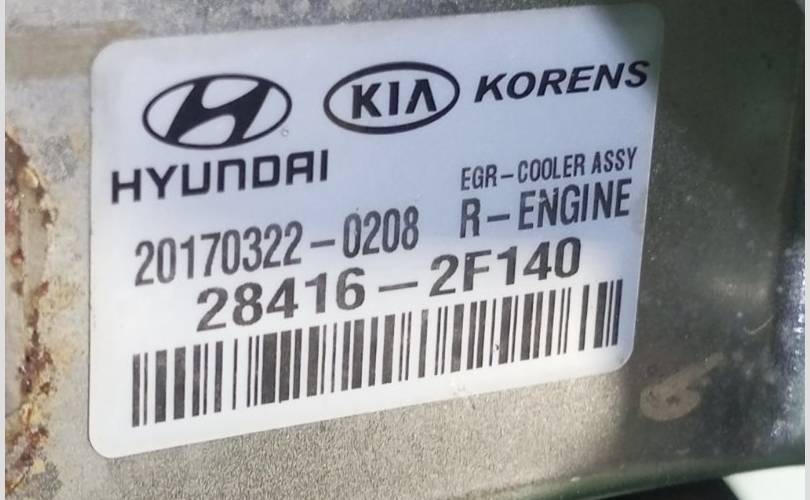 KIA KORENS
HYUNDAI
EGR-COOLER ASSY
20170322-0208 R-ENGINE
28416-2F140